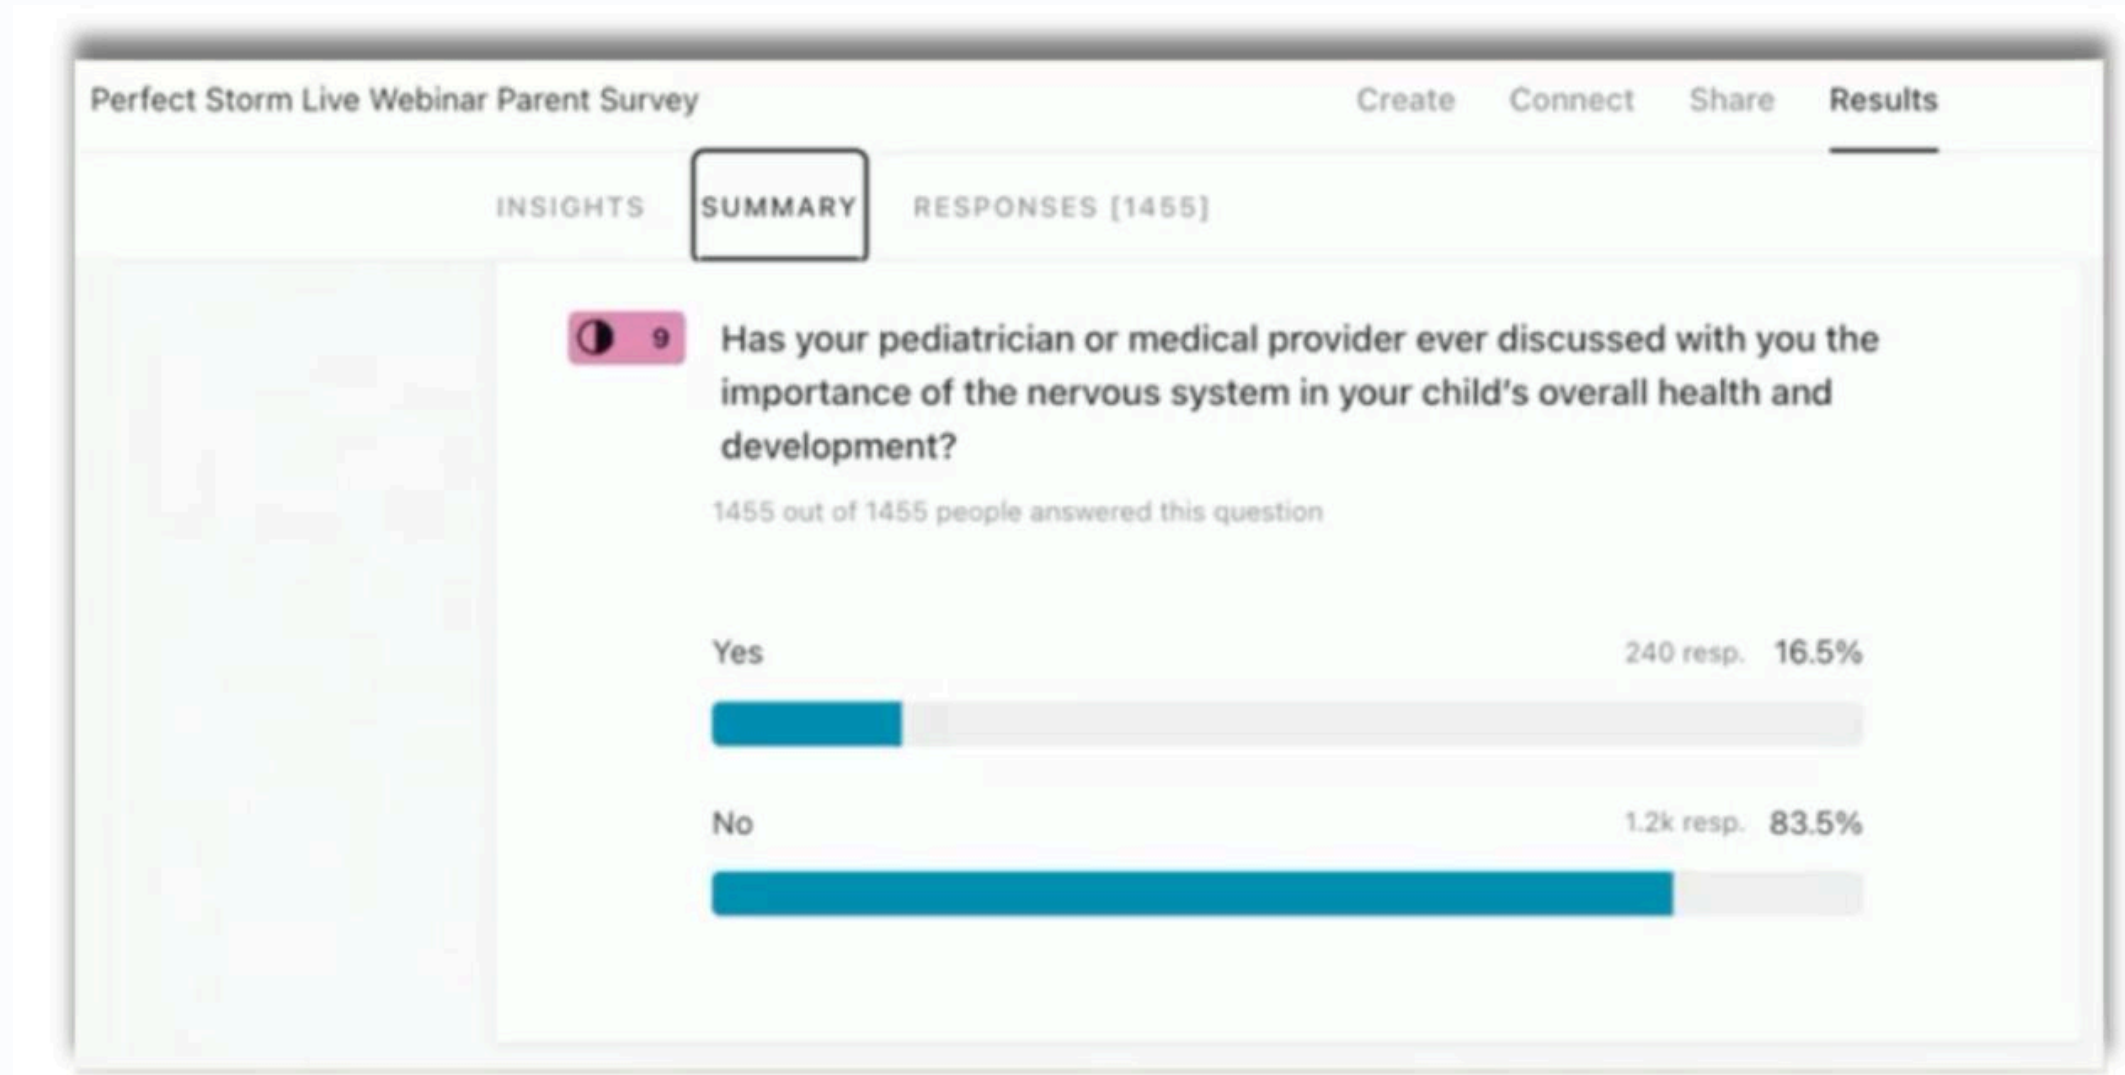 Perfect Storm Live Webinar Parent Survey
Create Connect Share Results
INSIGHTS SUMMARY RESPONSES [1455]
9 Has your pediatrician or medical provider ever discussed with you the
importance of the nervous system in your child's overall health and
development?
1455 out of 1455 people answered this question
Yes 240 resp. 16.5%
No 1.2k resp. 83.5%